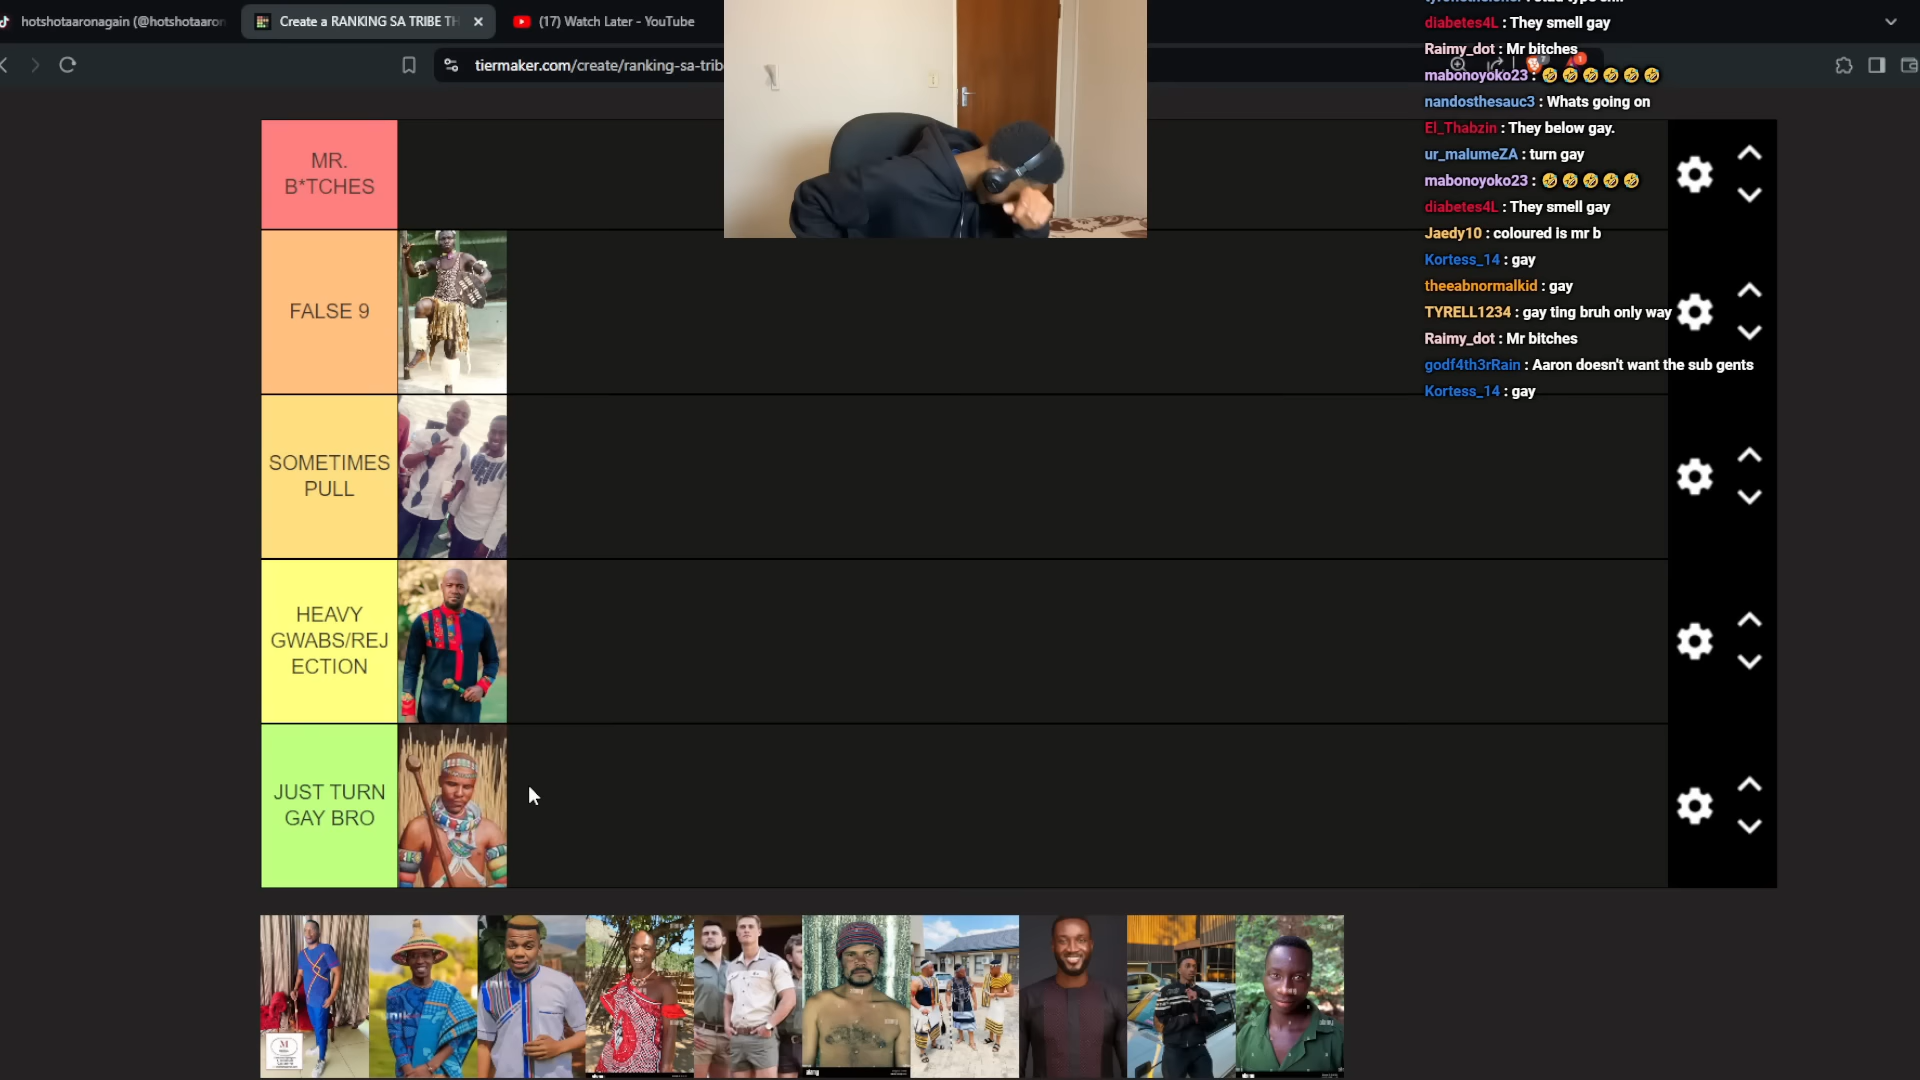 hotshotaaronagain (@hotshotaaron
Create a RANKING SA TRIBE TH
(17) Watch Later - YouTube
tiermaker.com/create/ranking-sa-trib
diabetes4L : They smell gay
Raimy_dot : Mr bitches
mabonoyoko23 : 🤣🤣🤣🤣🤣🤣
nandosthesauc3 : Whats going on
El_Thabzin : They below gay.
ur_malumeZA : turn gay
mabonoyoko23 : 🤣🤣🤣🤣🤣
diabetes4L : They smell gay
Jaedy10 : coloured is mr b
Kortess_14 : gay
theeabnormalkid : gay
TYRELL1234 : gay ting bruh only way
Raimy_dot : Mr bitches
godf4th3rRain : Aaron doesn't want the sub gents
Kortess_14 : gay
MR.
B*TCHES
FALSE 9
SOMETIMES
PULL
HEAVY
GWABS/REJ
ECTION
JUST TURN
GAY BRO
M
alamy